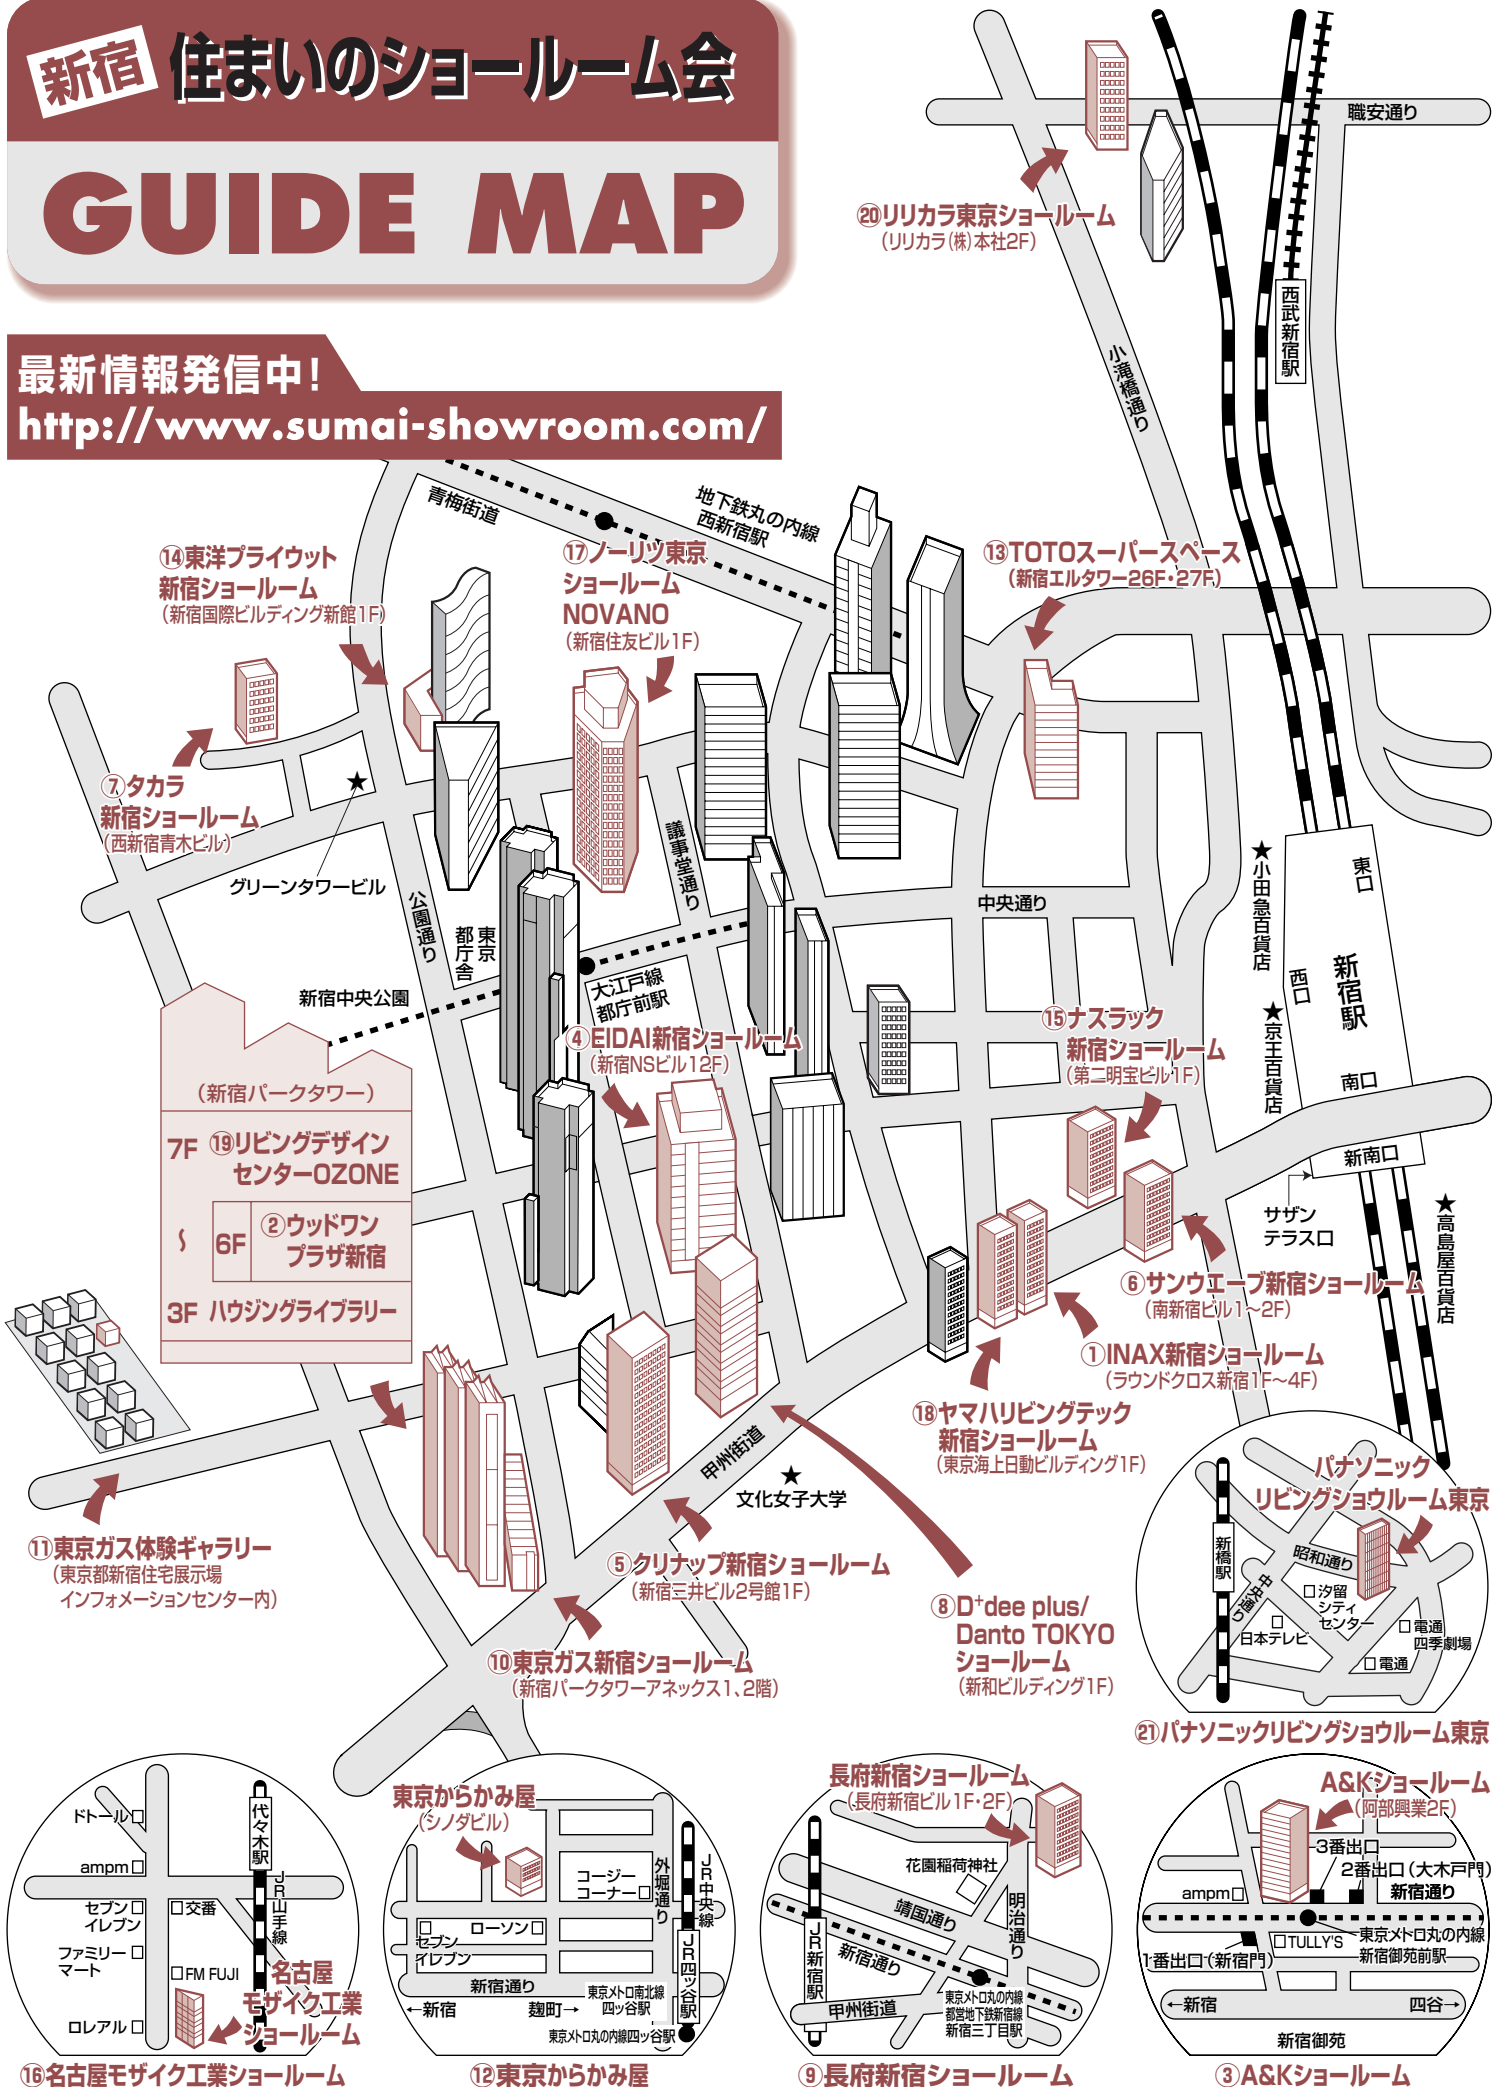 新宿 住まいのショールーム会
GUIDE MAP
最新情報発信中!
http://www.sumai-showroom.com/
職安通り
⑳リリカラ東京ショールーム
(リリカラ(株)本社2F)
西武新宿駅
小滝橋通り
青梅街道
地下鉄丸の内線
西新宿駅
⑭東洋プライウット
新宿ショールーム
(新宿国際ビルディング新館1F)
⑰ノーリツ東京
ショールーム
NOVANO
(新宿住友ビル1F)
⑬TOTOスーパースペース
(新宿エルタワー26F・27F)
⑦タカラ
新宿ショールーム
(西新宿青木ビル)
★
グリーンタワービル
公園通り
東京
都庁舎
議事堂通り
中央通り
★小田急百貨店
東口
西口
新宿駅
南口
★京王百貨店
新宿中央公園
大江戸線
都庁前駅
④EIDAI新宿ショールーム
(新宿NSビル12F)
⑮ナスラック
新宿ショールーム
(第二明宝ビル1F)
(新宿パークタワー)
7F ⑲リビングデザイン
センターOZONE
~
6F ②ウッドワン
プラザ新宿
3F ハウジングライブラリー
新南口
サザン
テラス口
★高島屋百貨店
⑥サンウエーブ新宿ショールーム
(南新宿ビル1〜2F)
①INAX新宿ショールーム
(ラウンドクロス新宿1F〜4F)
⑱ヤマハリビングテック
新宿ショールーム
(東京海上日動ビルディング1F)
甲州街道
★
文化女子大学
⑪東京ガス体験ギャラリー
(東京都新宿住宅展示場
インフォメーションセンター内)
⑤クリナップ新宿ショールーム
(新宿三井ビル2号館1F)
⑧D+dee plus/
Danto TOKYO
ショールーム
(新和ビルディング1F)
⑩東京ガス新宿ショールーム
(新宿パークタワーアネックス1、2階)
パナソニック
リビングショウルーム東京
新橋駅
昭和通り
中央通り
汐留
シティ
センター
日本テレビ
電通
四季劇場
電通
㉑パナソニックリビングショウルーム東京
ドトール
代々木駅
ampm
JR山手線
セブン
イレブン
交番
ファミリー
マート
FM FUJI
名古屋
モザイク工業
ショールーム
ロレアル
⑯名古屋モザイク工業ショールーム
東京からかみ屋
(シノダビル)
コージー
コーナー
外堀通り
JR中央線
ローソン
セブン
イレブン
JR四ッ谷駅
新宿通り
←新宿
麹町→
東京メトロ南北線
四ッ谷駅
東京メトロ丸の内線四ッ谷駅
⑫東京からかみ屋
長府新宿ショールーム
(長府新宿ビル1F・2F)
花園稲荷神社
靖国通り
明治通り
新宿通り
JR新宿駅
甲州街道
東京メトロ丸の内線
都営地下鉄新宿線
新宿三丁目駅
⑨長府新宿ショールーム
A&Kショールーム
(阿部興業2F)
3番出口
2番出口(大木戸門)
ampm
新宿通り
TULLY'S
東京メトロ丸の内線
新宿御苑前駅
1番出口(新宿門)
←新宿
四谷→
新宿御苑
③A&Kショールーム